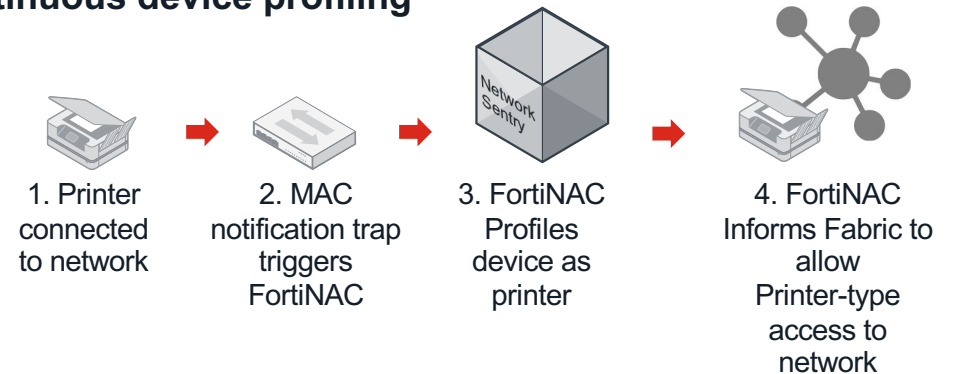 tinuous device profiling
Network
Sentry
1. Printer
connected
to network
2. MAC
notification trap
triggers
FortiNAC
3. FortiNAC
Profiles
device as
printer
4. FortiNAC
Informs Fabric to
allow
Printer-type
access to
network